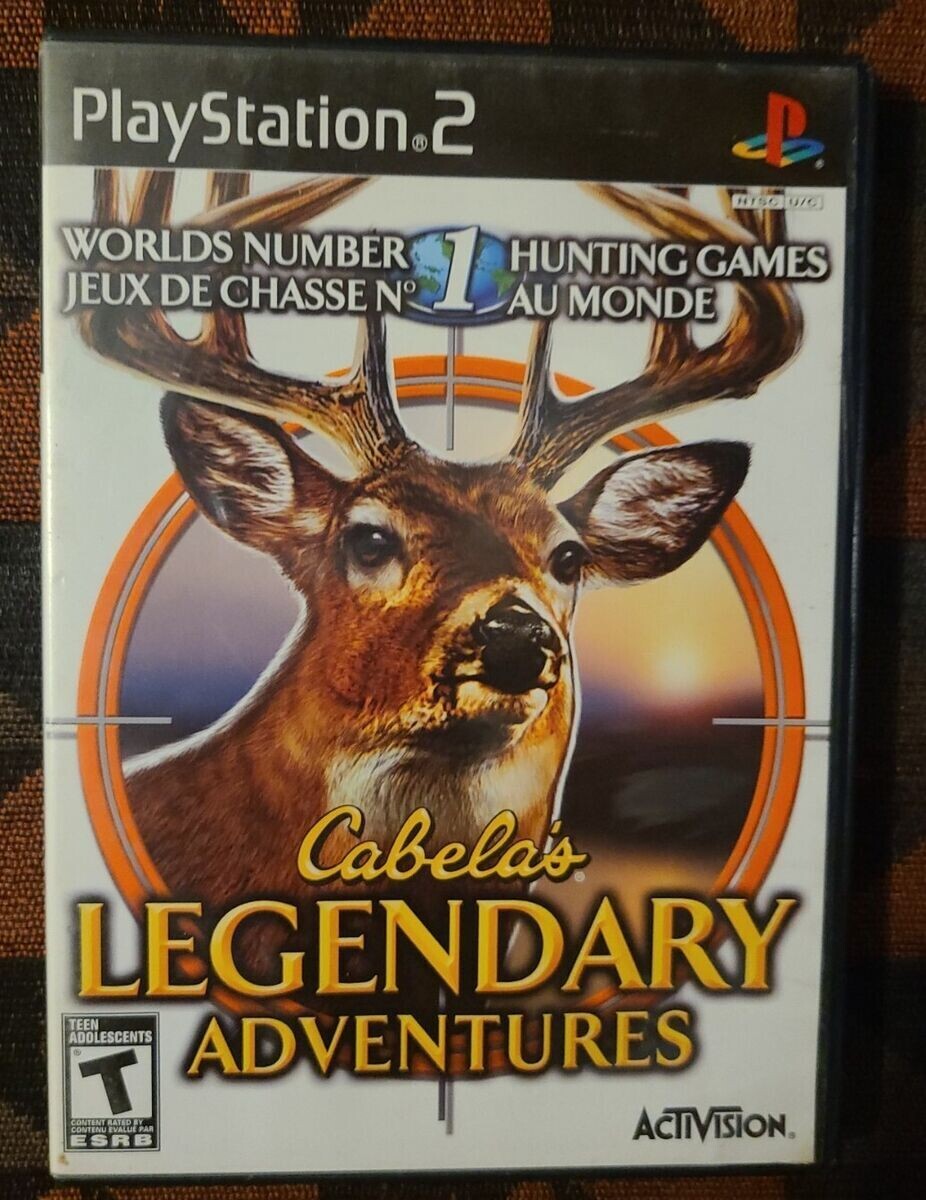 PlayStation®2
NTSC U/C
WORLDS NUMBER 1 HUNTING GAMES
JEUX DE CHASSE Nº 1 AU MONDE
Cabela's®
LEGENDARY
ADVENTURES
TEEN
ADOLESCENTS
T
®
CONTENT RATED BY
CONTENU ÉVALUÉ PAR
ESRB
ACTIVISION®